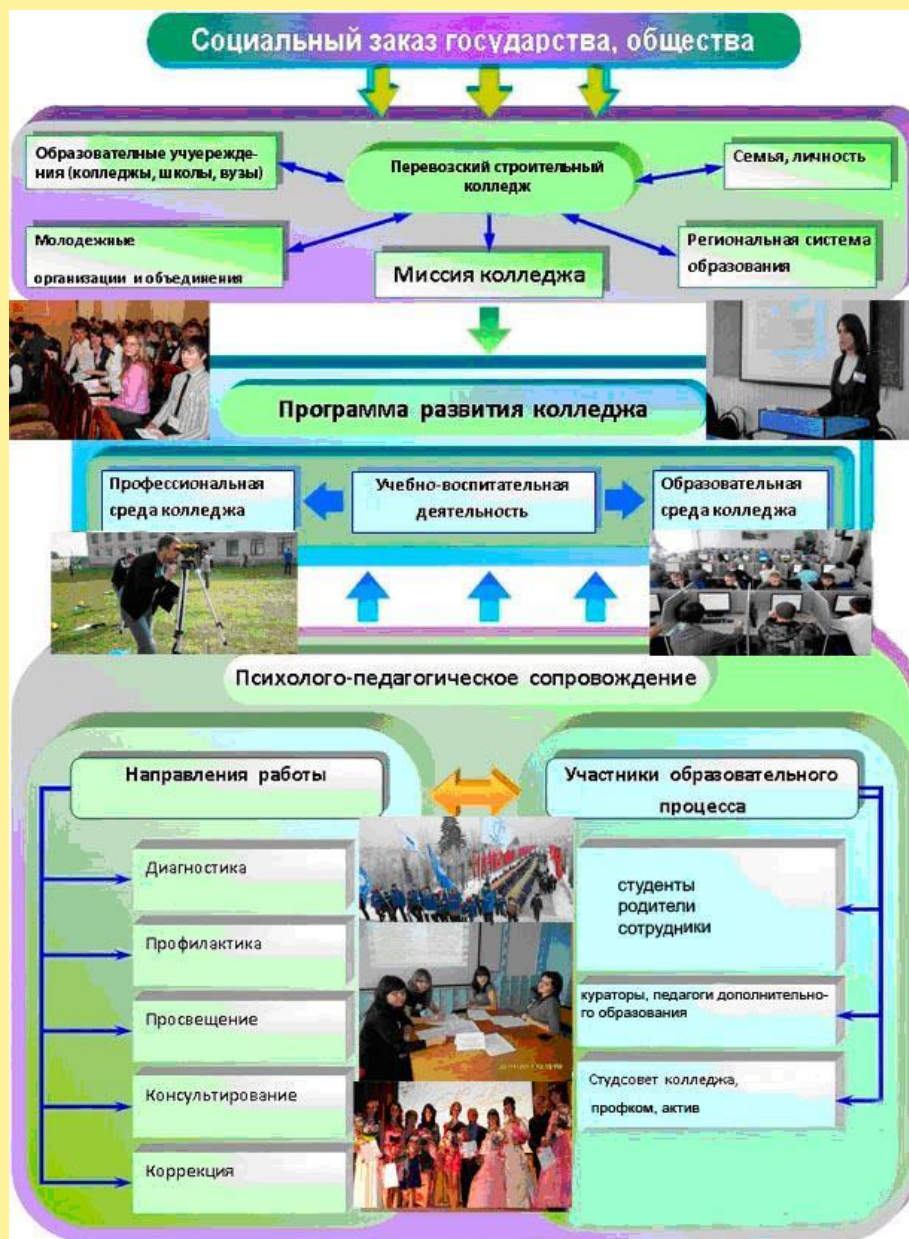 Социальный заказ государства, общества
Образователные учуережде-
ния (колледжы, школы, вузы)
Перевозский строительный
колледж
Семья, личность
Молодежные
организации и объединения
Миссия колледжа
Региональная система
образования
Программа развития колледжа
Профессиональная
среда колледжа
Учебно-воспитательная
деятельность
Образовательная
среда колледжа
Психолого-педагогическое сопровождение
Направления работы
Участники образовательного
процесса
Диагностика
Профилактика
Просвещение
Консультирование
Коррекция
студенты
родители
сотрудники
кураторы, педагоги дополнительно-
го образования
Студсовет колледжа,
профком, актив